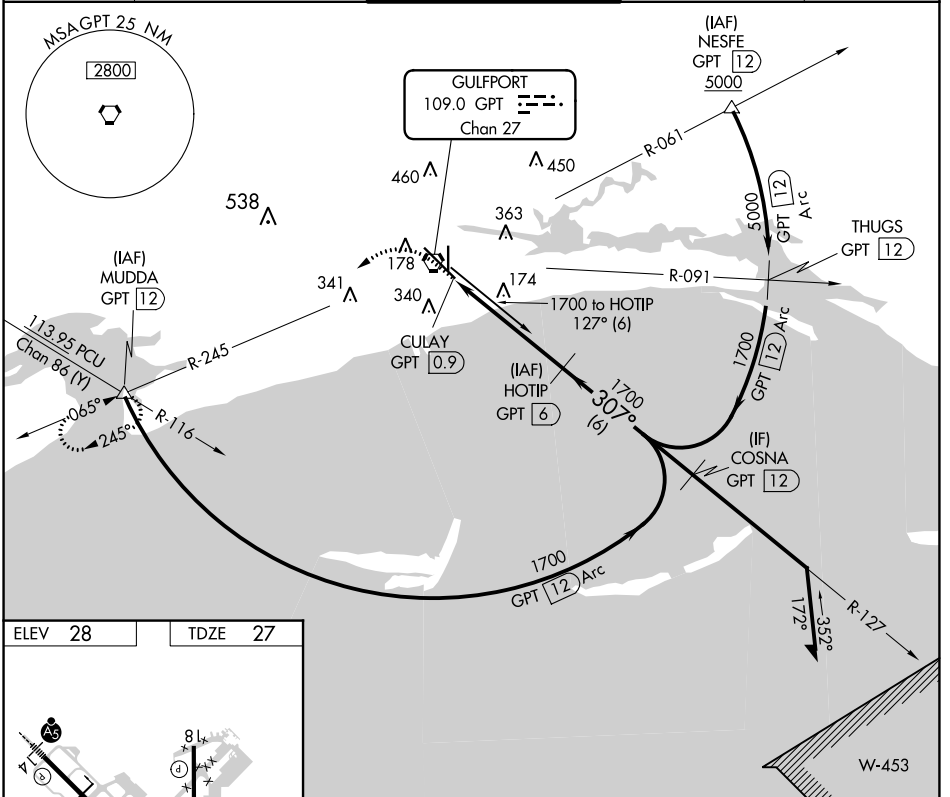 MSA GPT 25 NM
2800
(IAF)
NESFE
GPT 12
5000
GULFPORT
109.0 GPT
Chan 27
R-061
460
450
538
363
5000
GPT 12 Arc
THUGS
GPT 12
(IAF)
MUDDA
GPT 12
178
341
340
174
R-091
1700 to HOTIP
127° (6)
CULAY
GPT 0.9
113.95 PCU
Chan 86 (Y)
R-245
(IAF)
HOTIP
GPT 6
1700
307°
(6)
1700
GPT 12 Arc
065°
245°
R-116
(IF)
COSNA
GPT 12
1700
GPT 12 Arc
172°
352°
R-127
W-453
ELEV 28
TDZE 27
A5
14
P
18
P